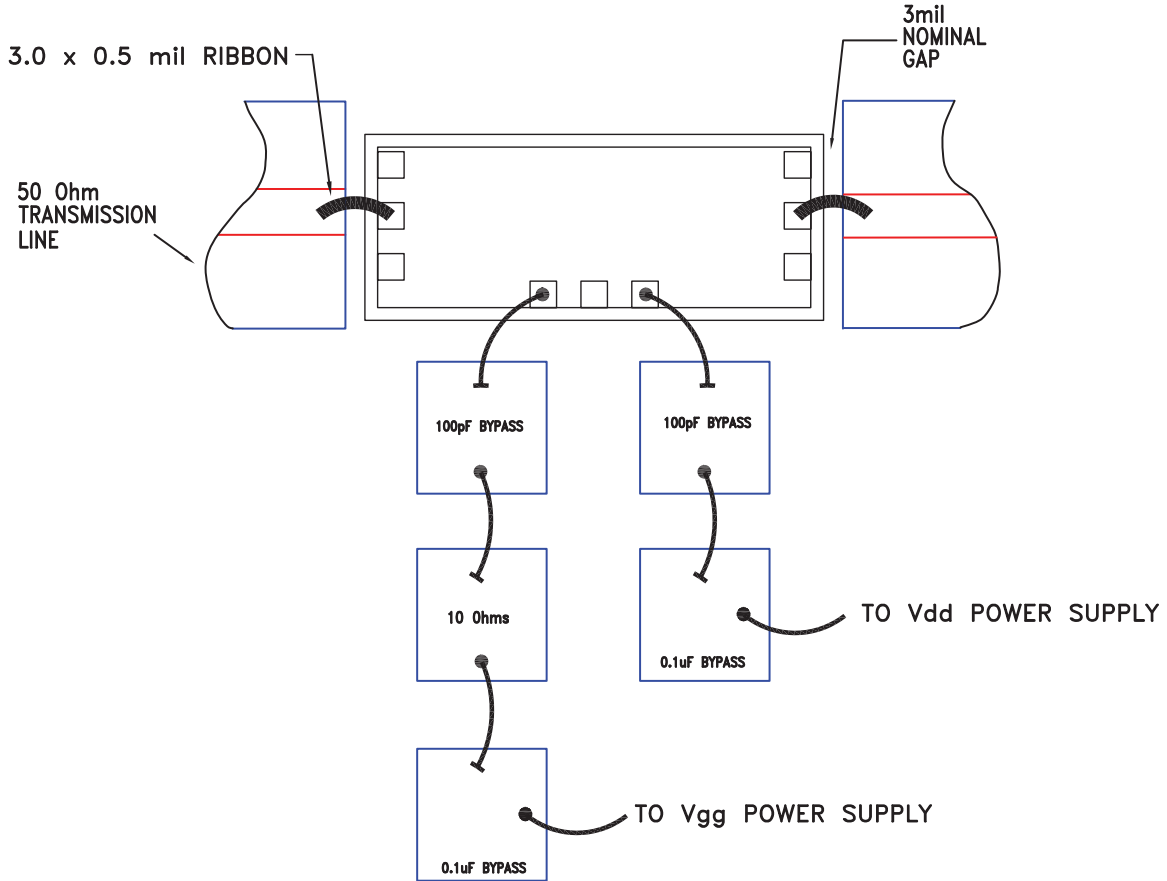 3mil
NOMINAL
GAP
3.0 x 0.5 mil RIBBON
50 Ohm
TRANSMISSION
LINE
100pF BYPASS
100pF BYPASS
10 Ohms
TO Vdd POWER SUPPLY
0.1uF BYPASS
TO Vgg POWER SUPPLY
0.1uF BYPASS